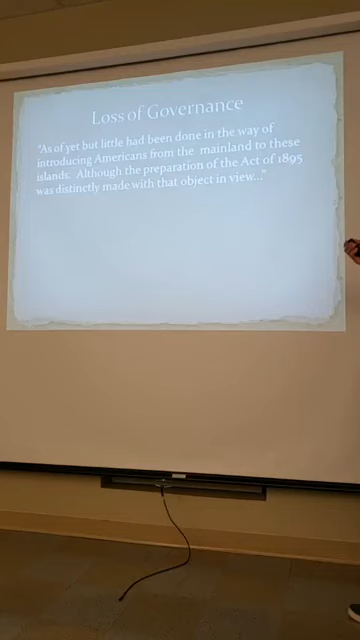 Loss of Governance
"As of yet but little had been done in the way of
introducing Americans from the mainland to these
islands. Although the preparation of the Act of 1895
was distinctly made with that object in view..."